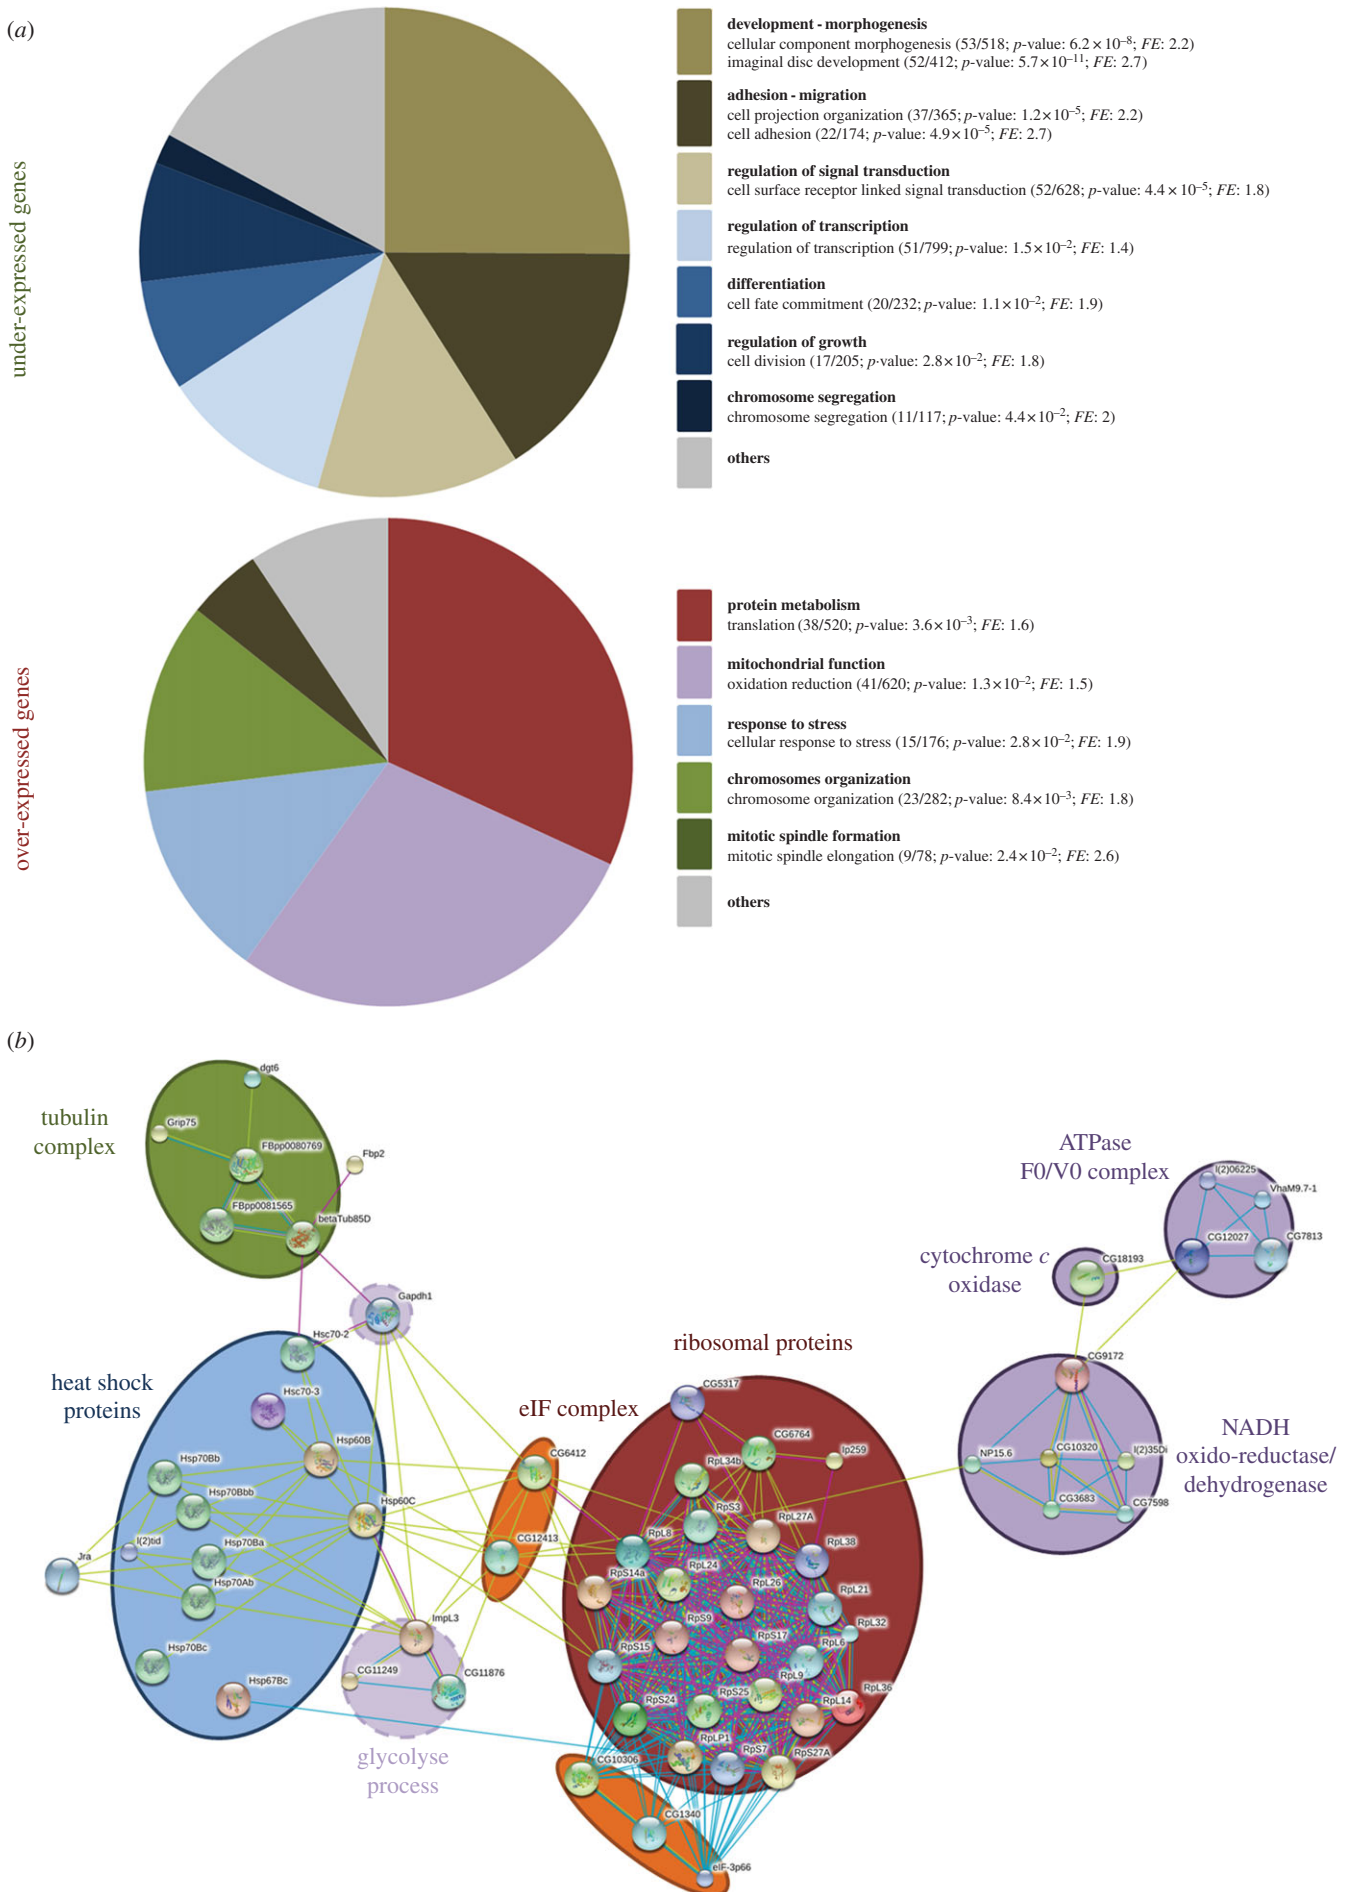 (a)
under-expressed genes
development - morphogenesis
cellular component morphogenesis (53/518; p-value: 6.2 × 10–8; FE: 2.2)
imaginal disc development (52/412; p-value: 5.7×10–11; FE: 2.7)
adhesion - migration
cell projection organization (37/365; p-value: 1.2×10–5; FE: 2.2)
cell adhesion (22/174; p-value: 4.9×10–5; FE: 2.7)
regulation of signal transduction
cell surface receptor linked signal transduction (52/628; p-value: 4.4 × 10–5; FE: 1.8)
regulation of transcription
regulation of transcription (51/799; p-value: 1.5×10–2; FE: 1.4)
differentiation
cell fate commitment (20/232; p-value: 1.1×10–2; FE: 1.9)
regulation of growth
cell division (17/205; p-value: 2.8×10–2; FE: 1.8)
chromosome segregation
chromosome segregation (11/117; p-value: 4.4×10–2; FE: 2)
others
over-expressed genes
protein metabolism
translation (38/520; p-value: 3.6×10–3; FE: 1.6)
mitochondrial function
oxidation reduction (41/620; p-value: 1.3×10–2; FE: 1.5)
response to stress
cellular response to stress (15/176; p-value: 2.8×10–2; FE: 1.9)
chromosomes organization
chromosome organization (23/282; p-value: 8.4×10–3; FE: 1.8)
mitotic spindle formation
mitotic spindle elongation (9/78; p-value: 2.4×10–2; FE: 2.6)
others
(b)
tubulin
complex
dgt6
Grip75
FBpp0080769
Fbp2
FBpp0081565
betaTub85D
Gapdh1
heat shock
proteins
Hsc70-2
Hsc70-3
Hsp60B
Hsp70Bb
Hsp70Bbb
Hsp60C
Hsp70Ba
l(2)tid
Jra
Hsp70Ab
Hsp70Bc
Hsp67Bc
ImpL3
CG11249
CG11876
glycolyse
process
eIF complex
CG6412
CG12413
ribosomal proteins
CG5317
CG6764
Ip259
RpL34b
RpS3
RpL27A
RpL8
RpL38
RpS14a
RpL24
RpL26
RpL21
RpL32
RpS9
RpS17
RpL6
RpS15
RpL9
RpS25
RpL36
RpS24
RpL14
RpLP1
RpS7
RpS27A
CG10306
CG1340
eIF-3p66
ATPase
F0/V0 complex
l(2)06225
VhaM9.7-1
CG12027
CG7813
cytochrome c
oxidase
CG18193
CG9172
NADH
oxido-reductase/
dehydrogenase
NP15.6
CG10320
l(2)35Di
CG3683
CG7598